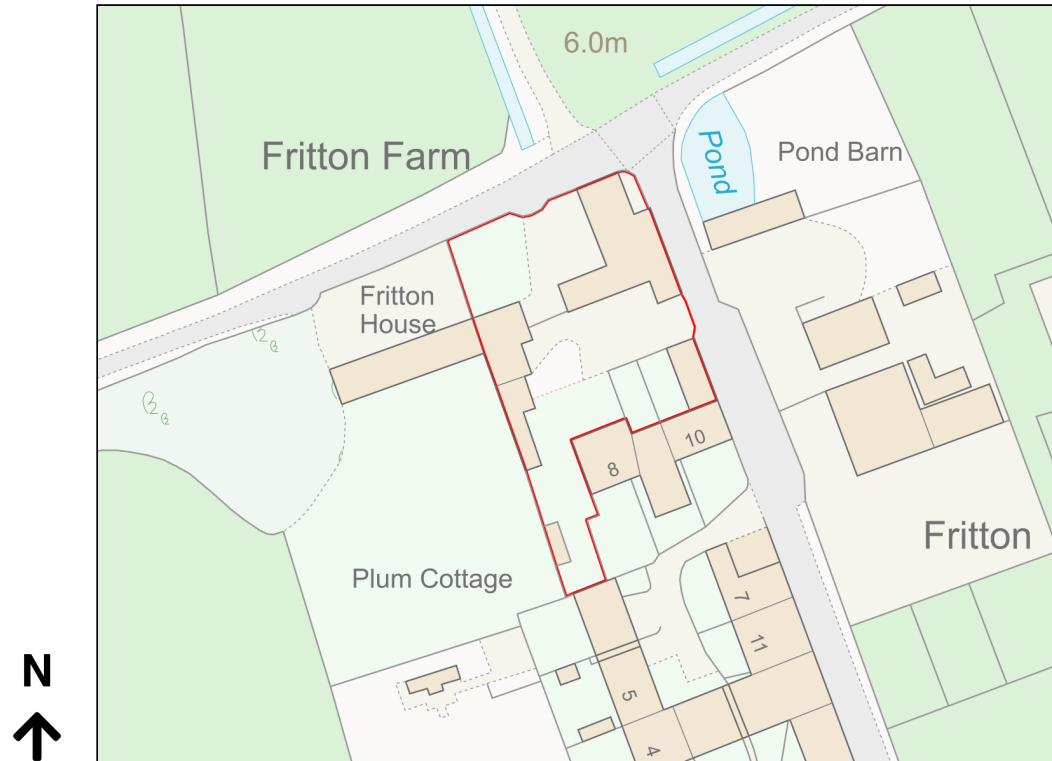 6.0m
Fritton Farm
Pond
Pond Barn
Fritton
House
10
8
Fritton
Plum Cottage
7
11
5
4
N